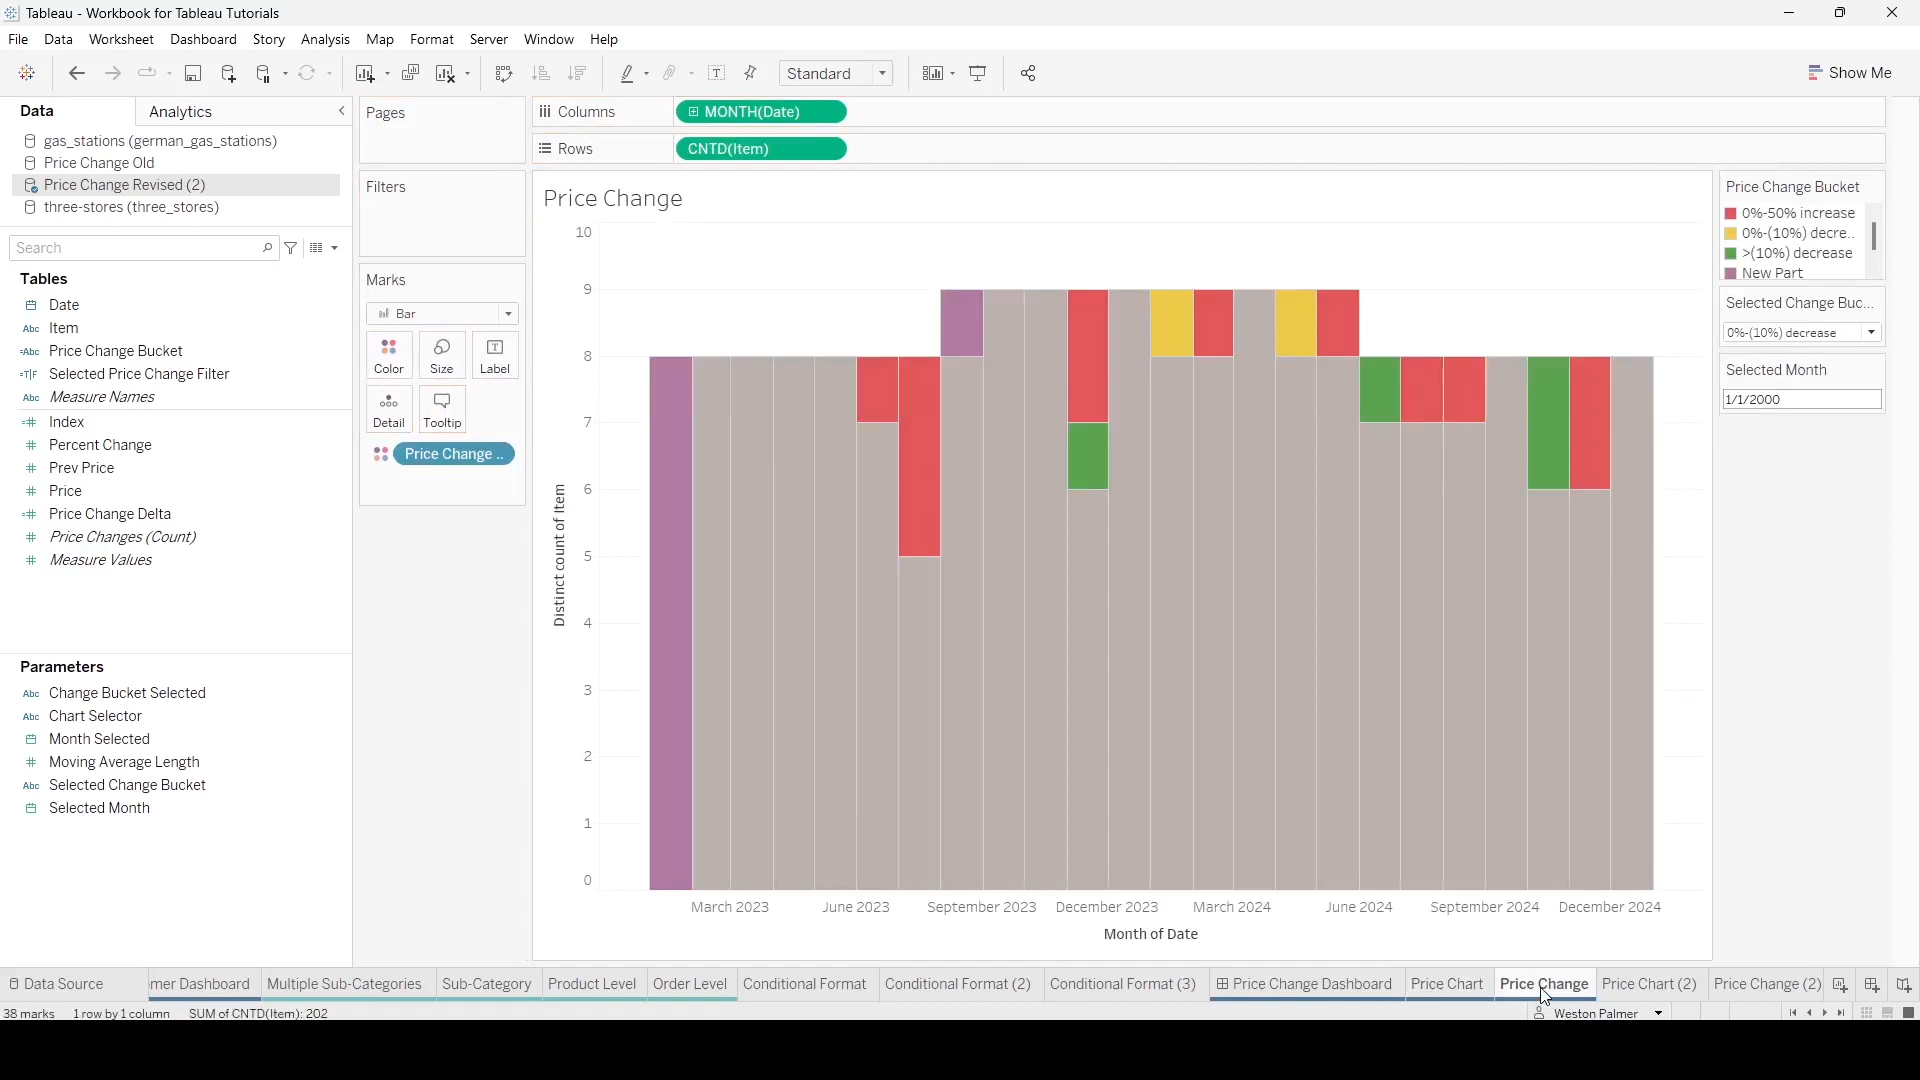 Tableau - Workbook for Tableau Tutorials
File Data Worksheet Dashboard Story Analysis Map Format Server Window Help
Standard
Show Me
Data Analytics
gas_stations (german_gas_stations)
Price Change Old
Price Change Revised (2)
three-stores (three_stores)
Search
Tables
Date
Abc Item
=Abc Price Change Bucket
=T|F Selected Price Change Filter
Abc Measure Names
Index
Percent Change
Prev Price
Price
Price Change Delta
Price Changes (Count)
Measure Values
Parameters
Abc Change Bucket Selected
Abc Chart Selector
Month Selected
Moving Average Length
Abc Selected Change Bucket
Selected Month
Pages
Filters
Marks
Bar
Color Size Label
Detail Tooltip
Price Change ..
Columns MONTH(Date)
Rows CNTD(Item)
Price Change
10
9
8
7
6
5
4
3
2
1
0
Distinct count of Item
March 2023 June 2023 September 2023 December 2023 March 2024 June 2024 September 2024 December 2024
Month of Date
Price Change Bucket
0%-50% increase
0%-(10%) decre..
>(10%) decrease
New Part
Selected Change Buc...
0%-(10%) decrease
Selected Month
1/1/2000
Data Source mer Dashboard Multiple Sub-Categories Sub-Category Product Level Order Level Conditional Format Conditional Format (2) Conditional Format (3) Price Change Dashboard Price Chart Price Change Price Chart (2) Price Change (2)
38 marks 1 row by 1 column SUM of CNTD(Item): 202 Weston Palmer